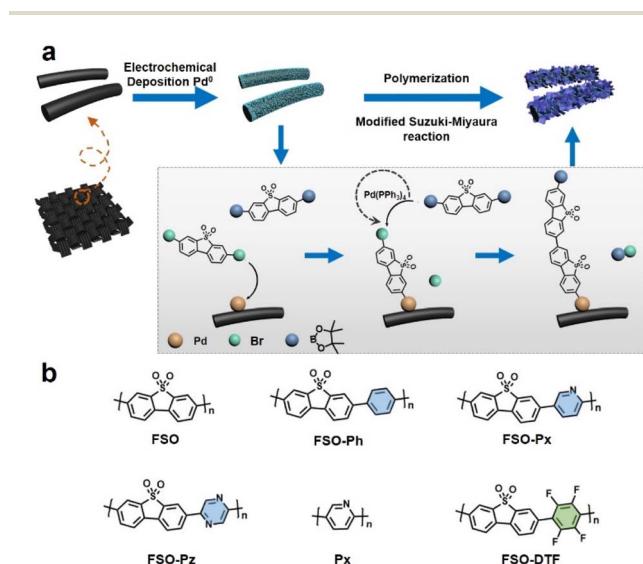 a
Electrochemical
Deposition Pd⁰
Polymerization
Modified Suzuki-Miyaura
reaction
O O
S
Pd(PPh₃)₄
O O
S
O O
S
S O
O
S O
O
S O
O
Pd
Br
B O
O
b
O O
S
n
FSO
O O
S
n
FSO-Ph
O O
S
N
n
FSO-Px
O O
S
N
N
n
FSO-Pz
N
n
Px
O O
S
F
F
F
F
n
FSO-DTF